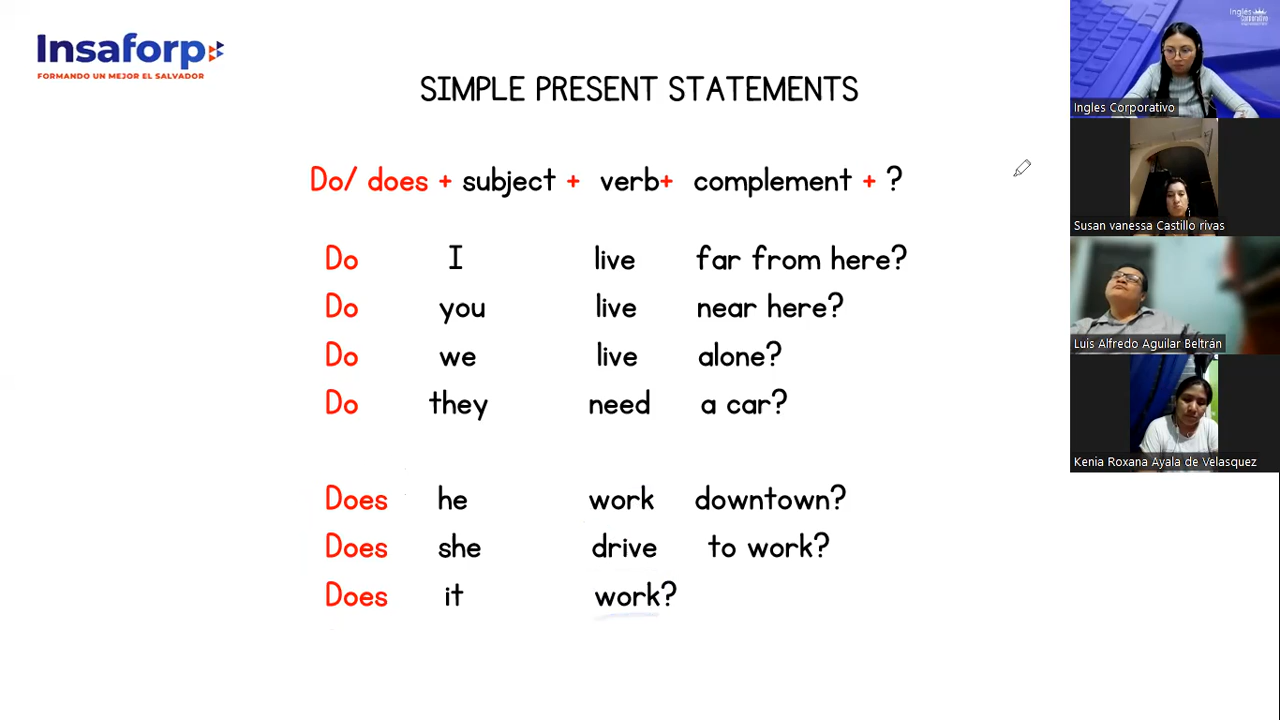 Insaforp
FORMANDO UN MEJOR EL SALVADOR
SIMPLE PRESENT STATEMENTS
Do/ does + subject + verb+ complement + ?
Do I live far from here?
Do you live near here?
Do we live alone?
Do they need a car?
Does he work downtown?
Does she drive to work?
Does it work?
Inglés
Corporativo
Ingles Corporativo
Susan vanessa Castillo rivas
Luis Alfredo Aguilar Beltrán
Kenia Roxana Ayala de Velasquez